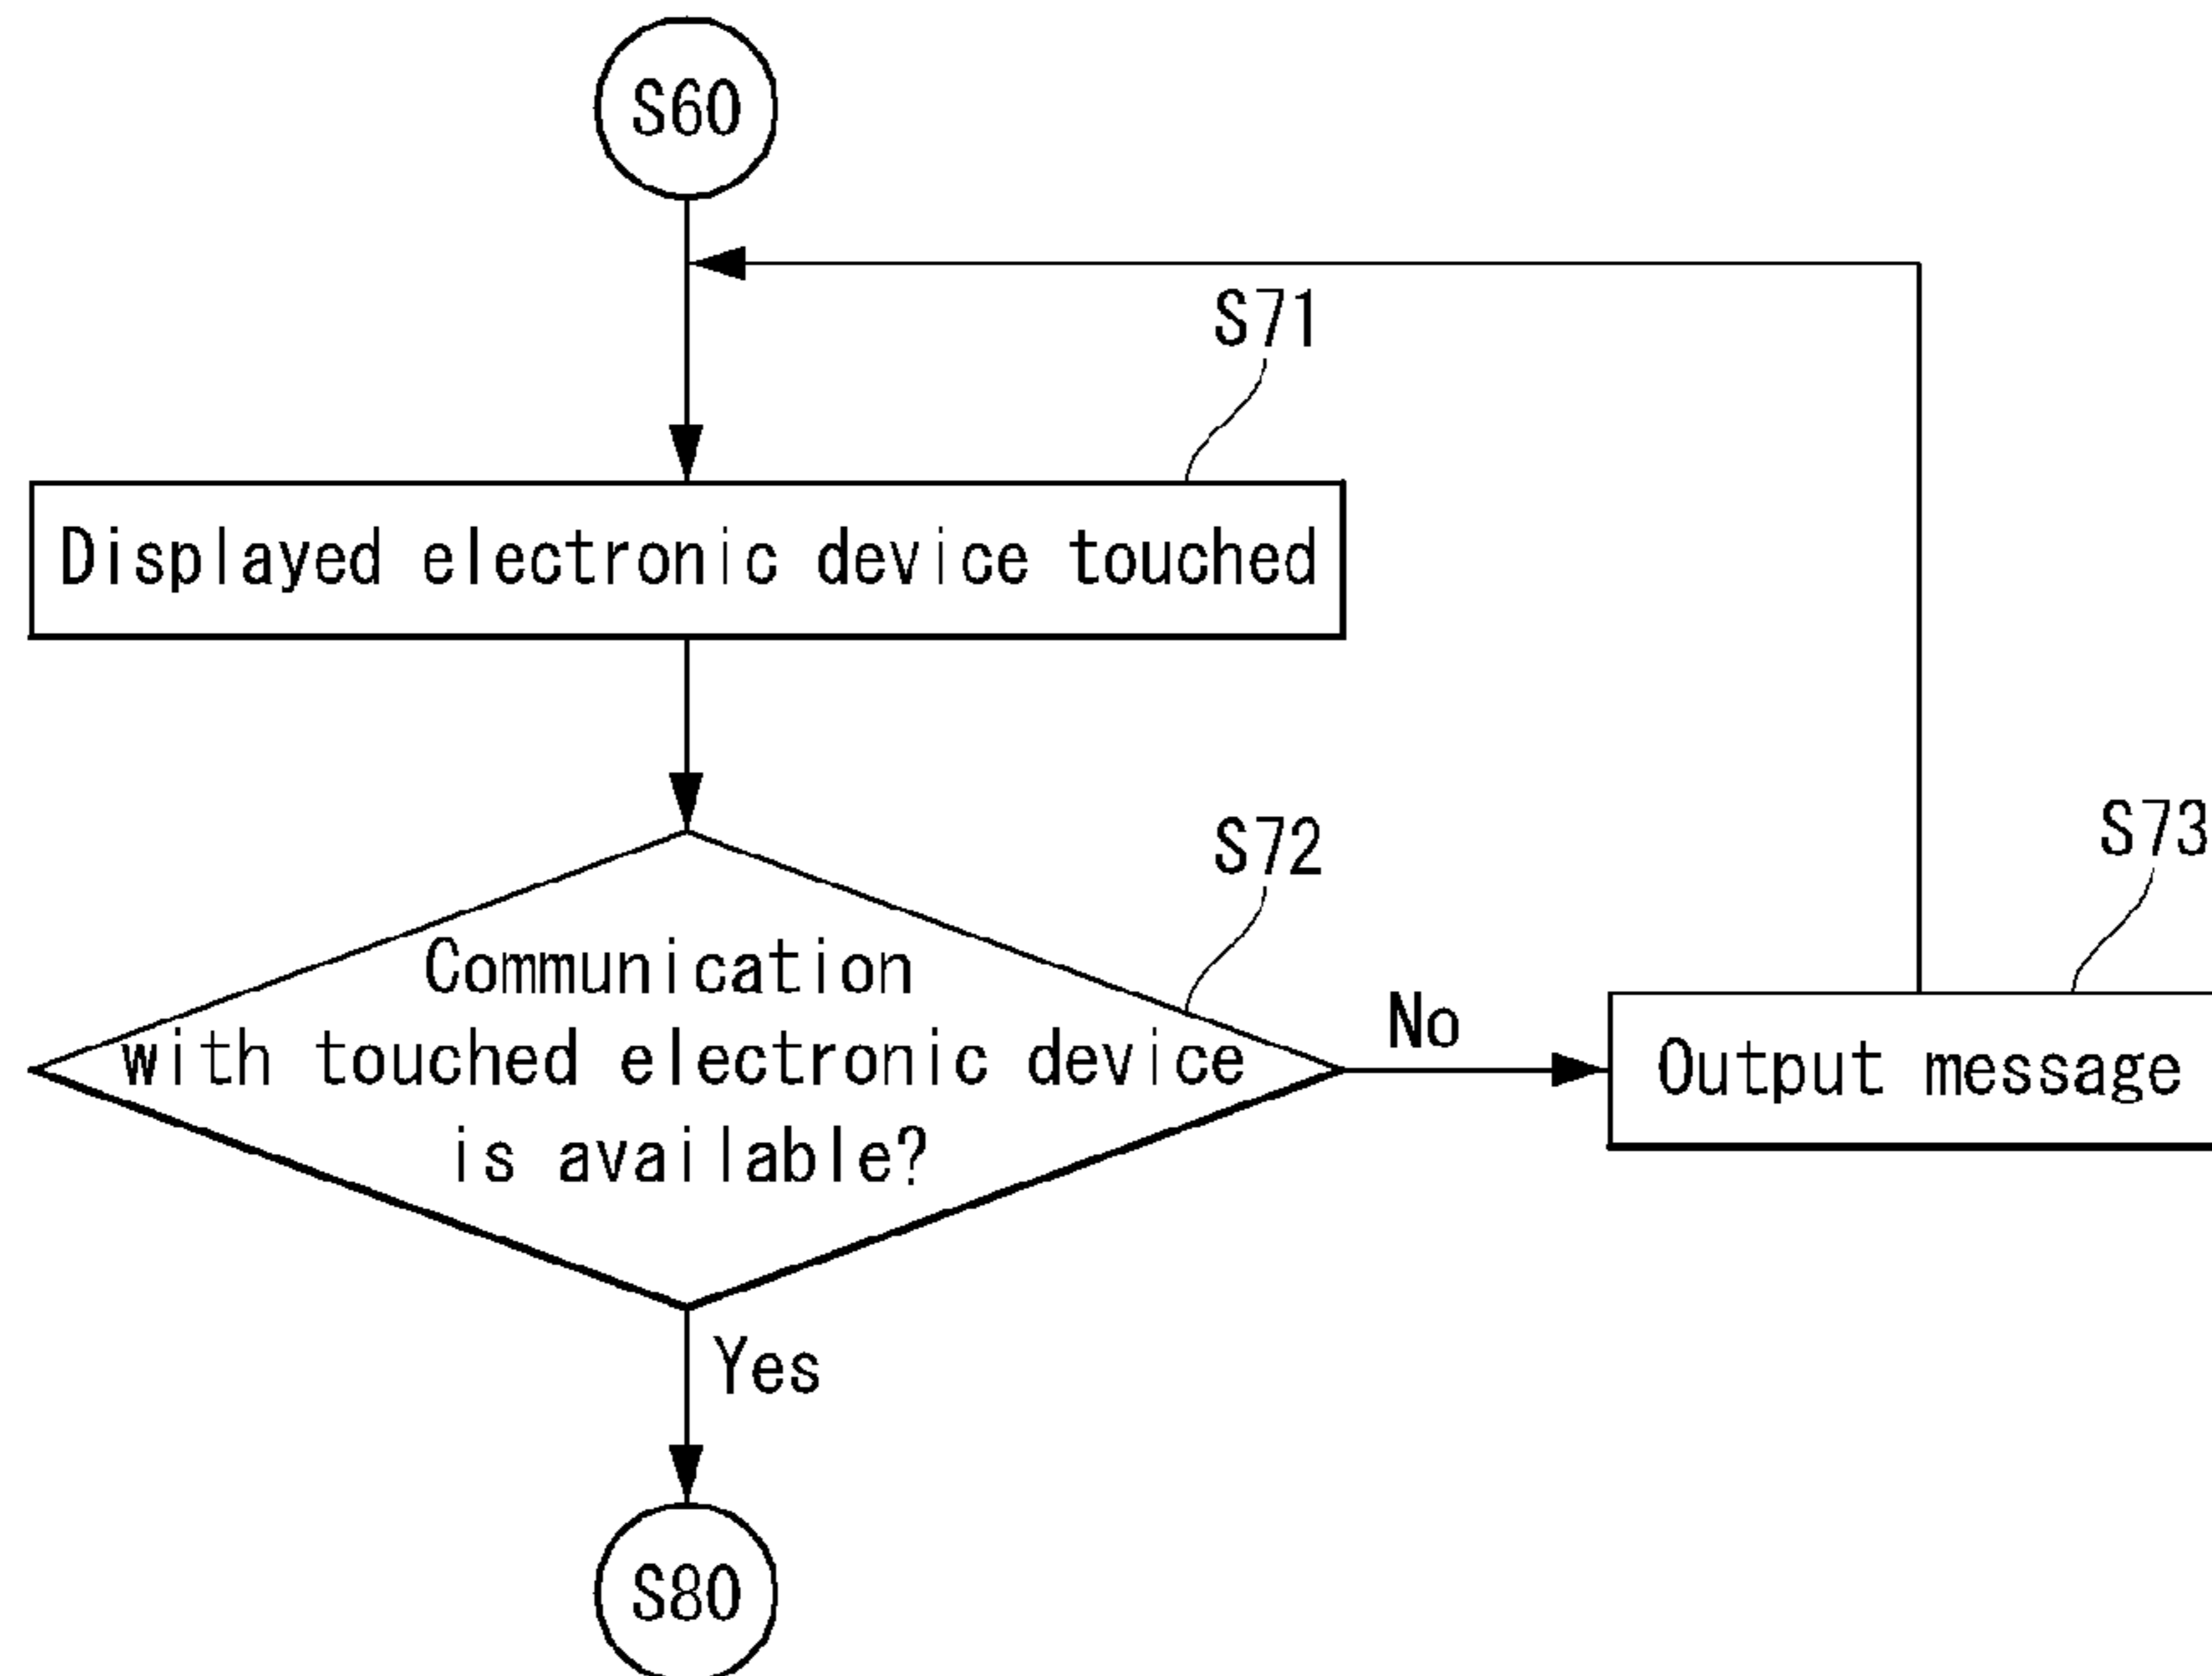 S60
S71
Displayed electronic device touched
S72
S73
Communication
with touched electronic device
is available?
No
Output message
Yes
S80